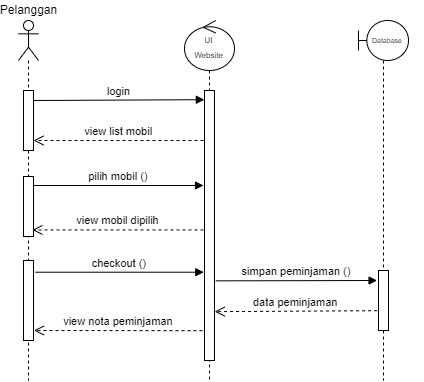 Pelanggan
UI
Website
Database
login
view list mobil
pilih mobil ()
view mobil dipilih
checkout ()
simpan peminjaman ()
data peminjaman
view nota peminjaman